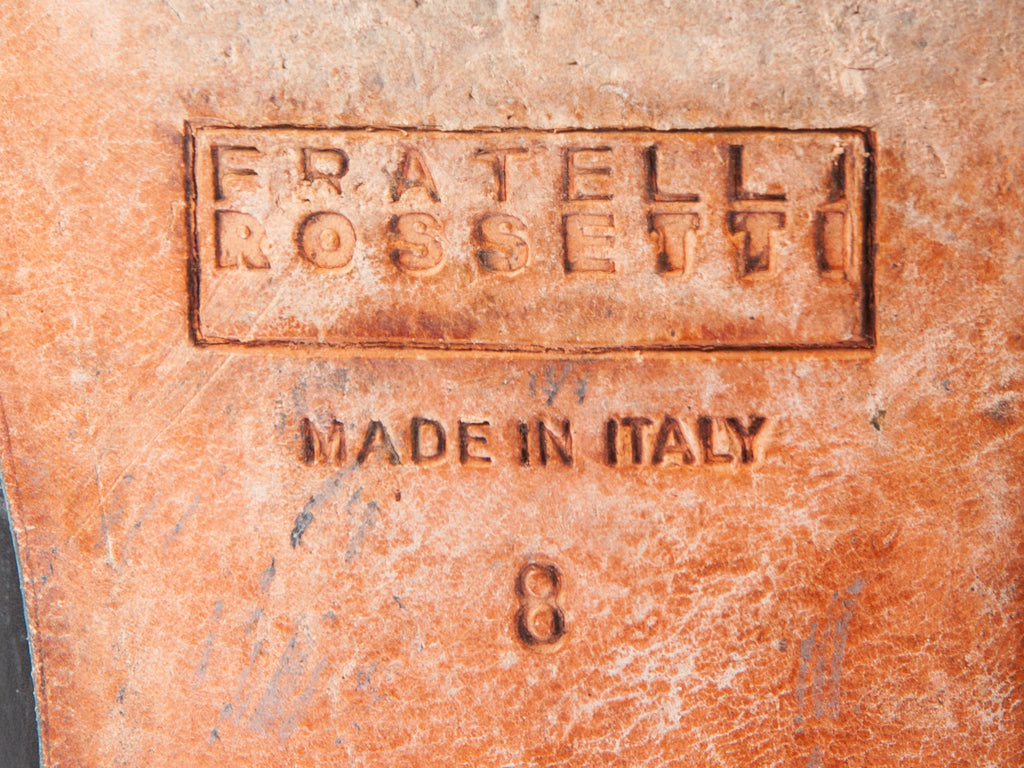 FRATELLI
ROSSETTI
MADE IN ITALY
8